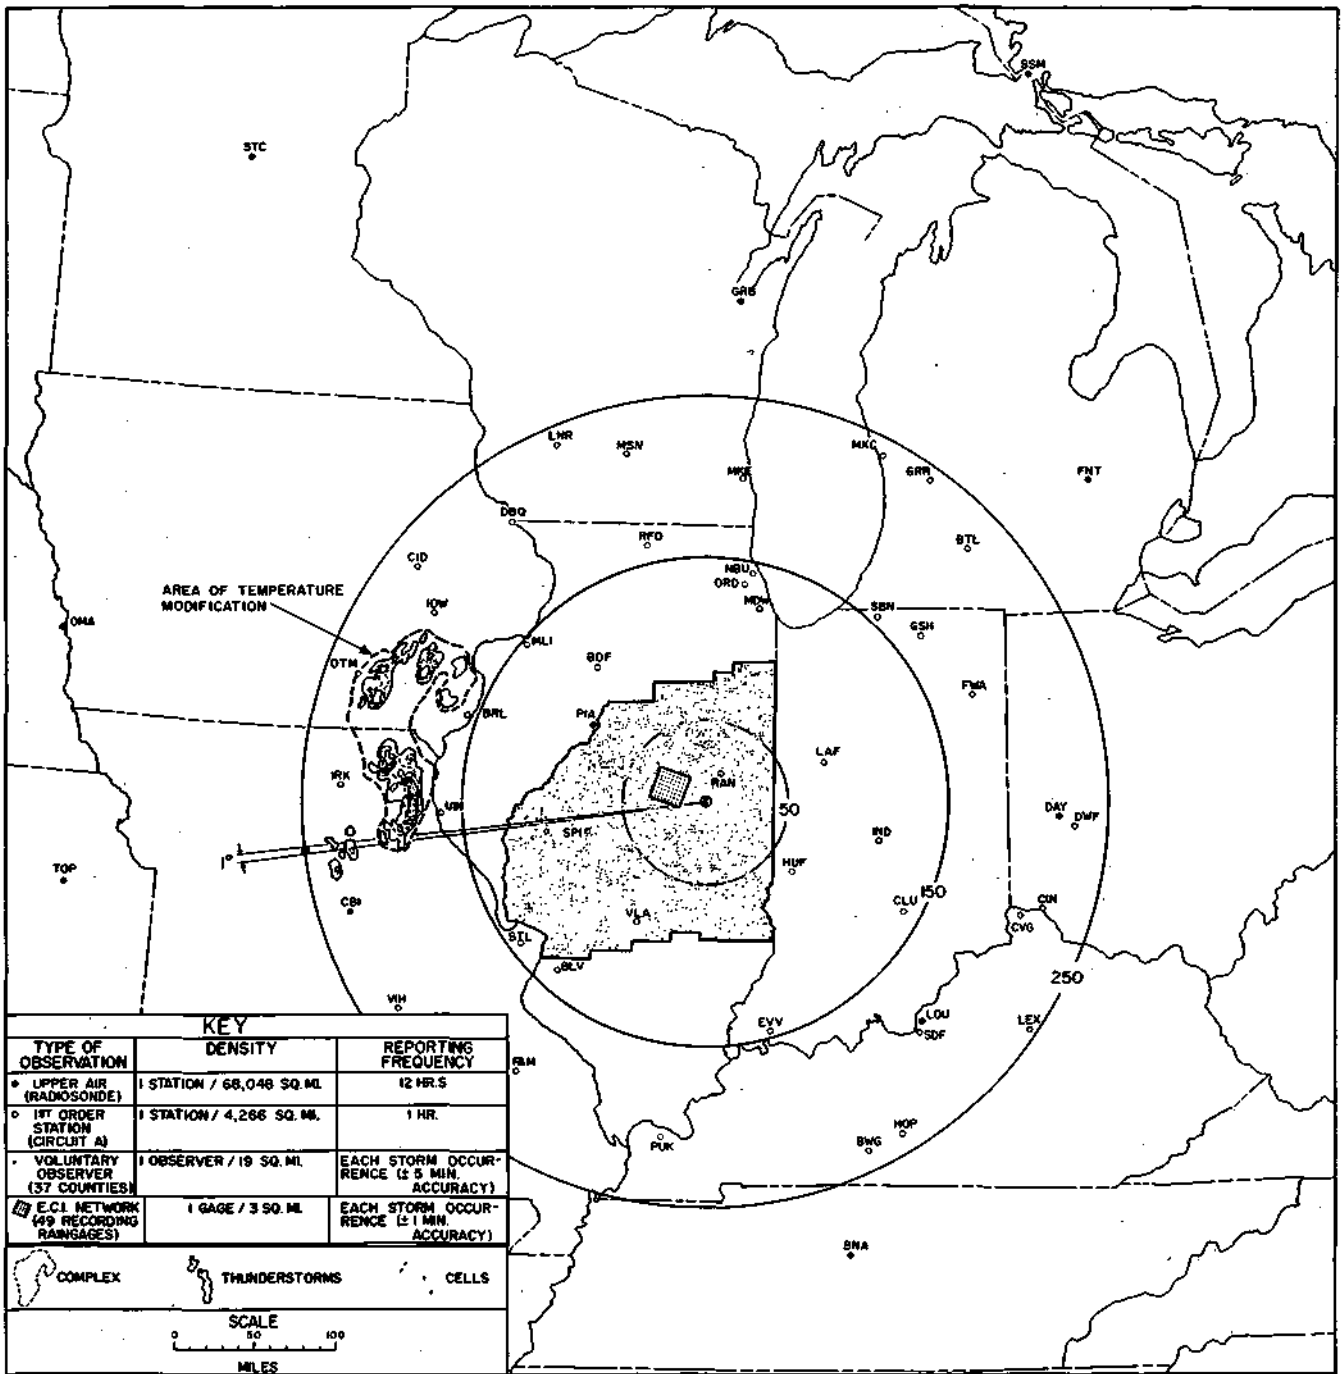 SSM
STC
GRB
LNR
MSN
MKE
MKG
GRR
FNT
DBQ
RFD
BTL
CID
NBU
ORD
AREA OF TEMPERATURE
MODIFICATION
IOW
MDW
SBN
GSH
OMA
MLI
OTM
BDF
FWA
BRL
PIA
LAF
IRK
RAN
UIN
50
DAY
DWF
SPI
IND
1°
TOP
HUF
CBI
CLU
150
CIN
VLA
CVG
STL
BLV
250
VIH
EVV
LOU
SDF
LEX
FAM
HOP
BWG
PUK
BNA
KEY
TYPE OF
OBSERVATION
DENSITY
REPORTING
FREQUENCY
UPPER AIR
(RADIOSONDE)
1 STATION / 68,048 SQ. MI.
12 HRS
1ST ORDER
STATION
(CIRCUIT A)
1 STATION / 4,266 SQ. MI.
1 HR.
VOLUNTARY
OBSERVER
(37 COUNTIES)
1 OBSERVER / 19 SQ. MI.
EACH STORM OCCUR-
RENCE (± 5 MIN.
ACCURACY)
E.C.I. NETWORK
(49 RECORDING
RAINGAGES)
1 GAGE / 3 SQ. MI.
EACH STORM OCCUR-
RENCE (± 1 MIN.
ACCURACY)
COMPLEX
THUNDERSTORMS
CELLS
SCALE
0 50 100
MILES